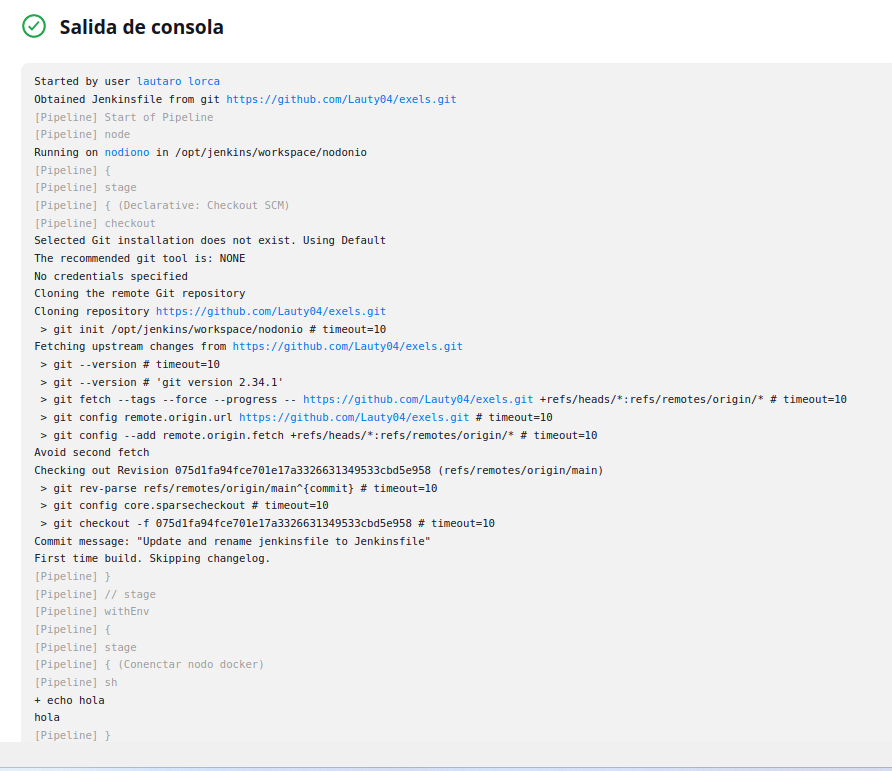 Salida de consola
Started by user lautaro lorca
Obtained Jenkinsfile from git https://github.com/Lauty04/exels.git
[Pipeline] Start of Pipeline
[Pipeline] node
Running on nodiono in /opt/jenkins/workspace/nodonio
[Pipeline] {
[Pipeline] stage
[Pipeline] { (Declarative: Checkout SCM)
[Pipeline] checkout
Selected Git installation does not exist. Using Default
The recommended git tool is: NONE
No credentials specified
Cloning the remote Git repository
Cloning repository https://github.com/Lauty04/exels.git
 > git init /opt/jenkins/workspace/nodonio # timeout=10
Fetching upstream changes from https://github.com/Lauty04/exels.git
 > git --version # timeout=10
 > git --version # 'git version 2.34.1'
 > git fetch --tags --force --progress -- https://github.com/Lauty04/exels.git +refs/heads/*:refs/remotes/origin/* # timeout=10
 > git config remote.origin.url https://github.com/Lauty04/exels.git # timeout=10
 > git config --add remote.origin.fetch +refs/heads/*:refs/remotes/origin/* # timeout=10
Avoid second fetch
Checking out Revision 075d1fa94fce701e17a3326631349533cbd5e958 (refs/remotes/origin/main)
 > git rev-parse refs/remotes/origin/main^{commit} # timeout=10
 > git config core.sparsecheckout # timeout=10
 > git checkout -f 075d1fa94fce701e17a3326631349533cbd5e958 # timeout=10
Commit message: "Update and rename jenkinsfile to Jenkinsfile"
First time build. Skipping changelog.
[Pipeline] }
[Pipeline] // stage
[Pipeline] withEnv
[Pipeline] {
[Pipeline] stage
[Pipeline] { (Conenctar nodo docker)
[Pipeline] sh
+ echo hola
hola
[Pipeline] }